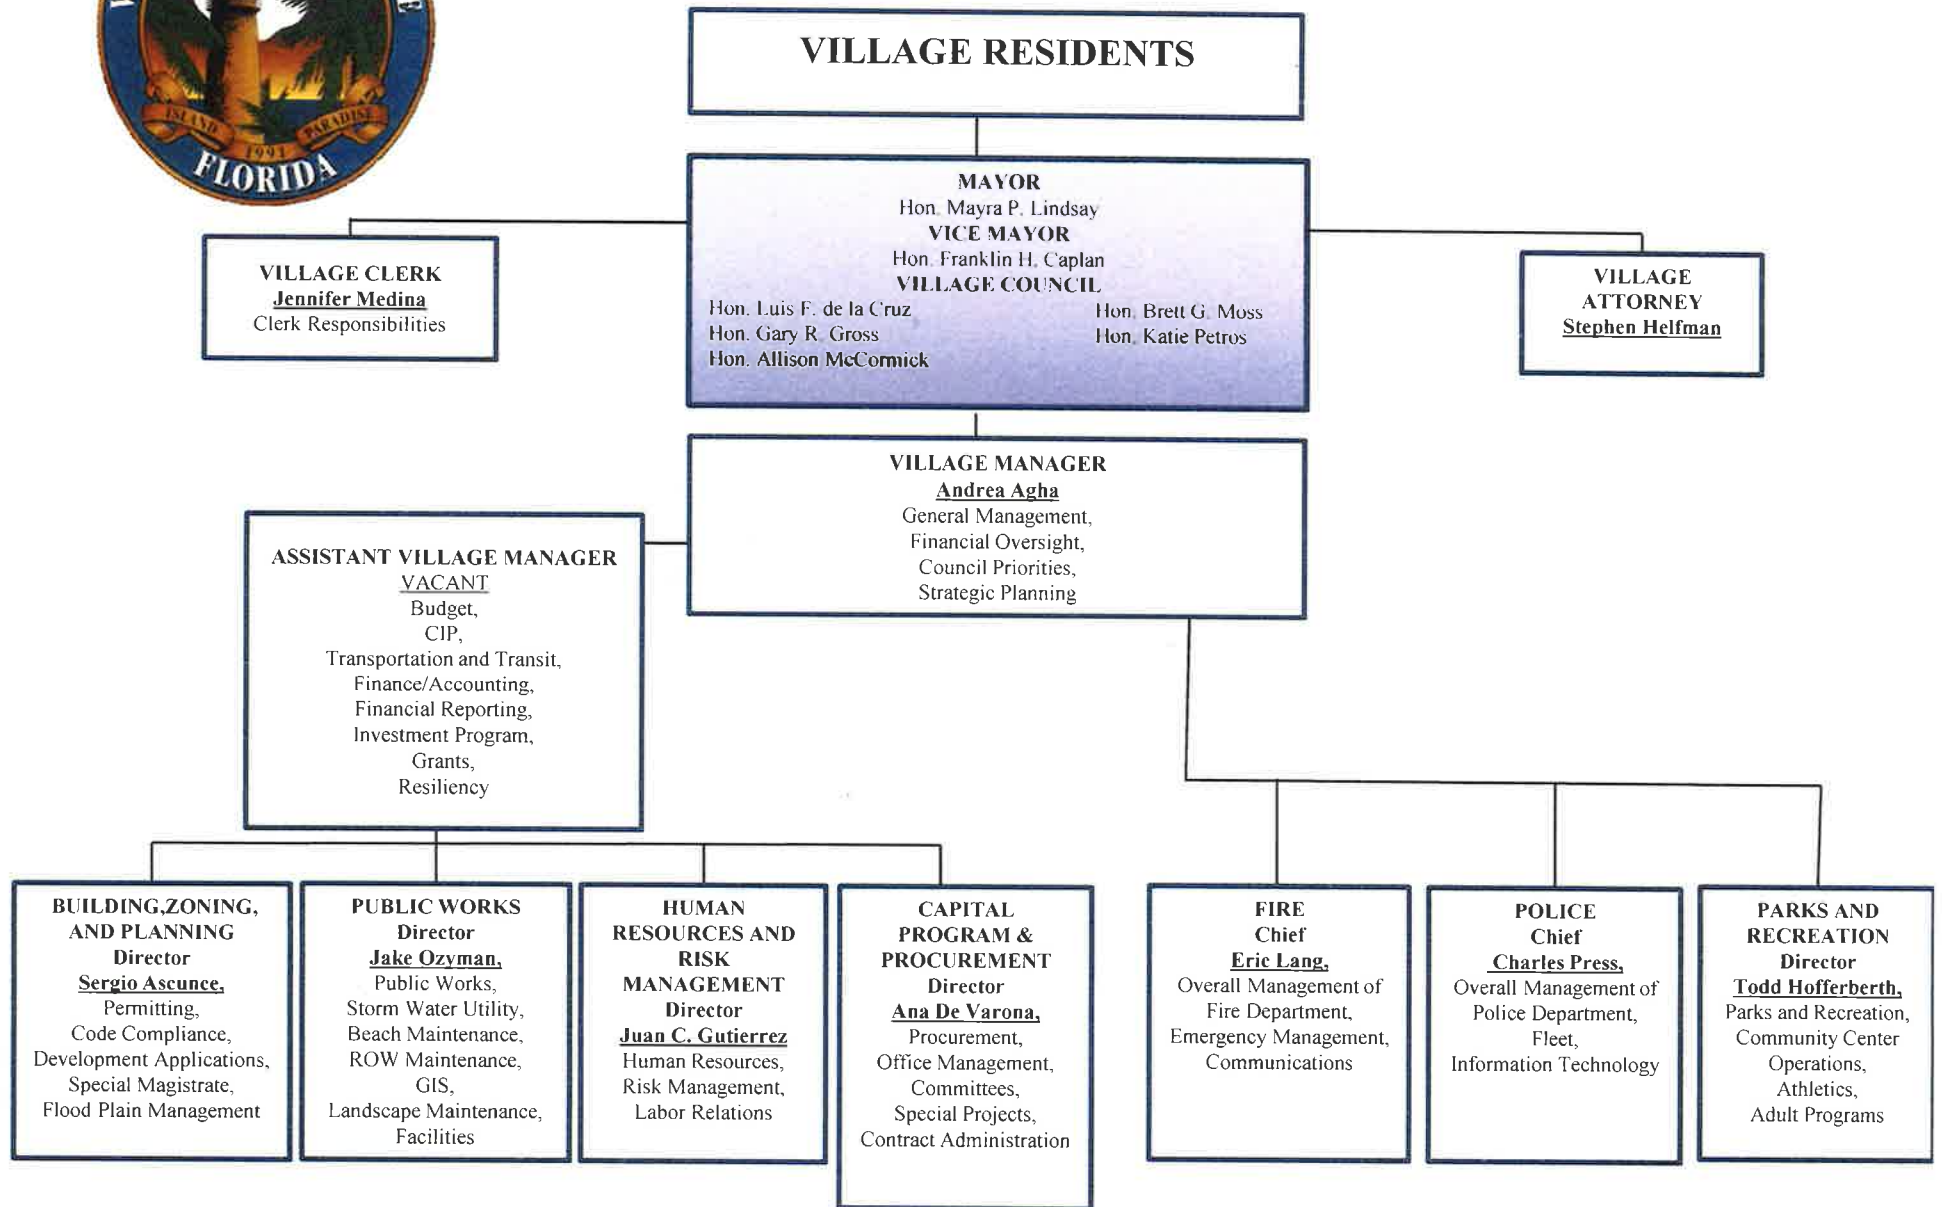 ISLAND PARADISE
1991
FLORIDA
VILLAGE RESIDENTS
MAYOR
Hon. Mayra P. Lindsay
VICE MAYOR
Hon. Franklin H. Caplan
VILLAGE COUNCIL
Hon. Luis F. de la Cruz
Hon. Gary R. Gross
Hon. Allison McCormick
Hon. Brett G. Moss
Hon. Katie Petros
VILLAGE CLERK
Jennifer Medina
Clerk Responsibilities
VILLAGE
ATTORNEY
Stephen Helfman
VILLAGE MANAGER
Andrea Agha
General Management,
Financial Oversight,
Council Priorities,
Strategic Planning
ASSISTANT VILLAGE MANAGER
VACANT
Budget,
CIP,
Transportation and Transit,
Finance/Accounting,
Financial Reporting,
Investment Program,
Grants,
Resiliency
BUILDING,ZONING,
AND PLANNING
Director
Sergio Ascunce,
Permitting,
Code Compliance,
Development Applications,
Special Magistrate,
Flood Plain Management
PUBLIC WORKS
Director
Jake Ozyman,
Public Works,
Storm Water Utility,
Beach Maintenance,
ROW Maintenance,
GIS,
Landscape Maintenance,
Facilities
HUMAN
RESOURCES AND
RISK
MANAGEMENT
Director
Juan C. Gutierrez
Human Resources,
Risk Management,
Labor Relations
CAPITAL
PROGRAM &
PROCUREMENT
Director
Ana De Varona,
Procurement,
Office Management,
Committees,
Special Projects,
Contract Administration
FIRE
Chief
Eric Lang,
Overall Management of
Fire Department,
Emergency Management,
Communications
POLICE
Chief
Charles Press,
Overall Management of
Police Department,
Fleet,
Information Technology
PARKS AND
RECREATION
Director
Todd Hofferberth,
Parks and Recreation,
Community Center
Operations,
Athletics,
Adult Programs